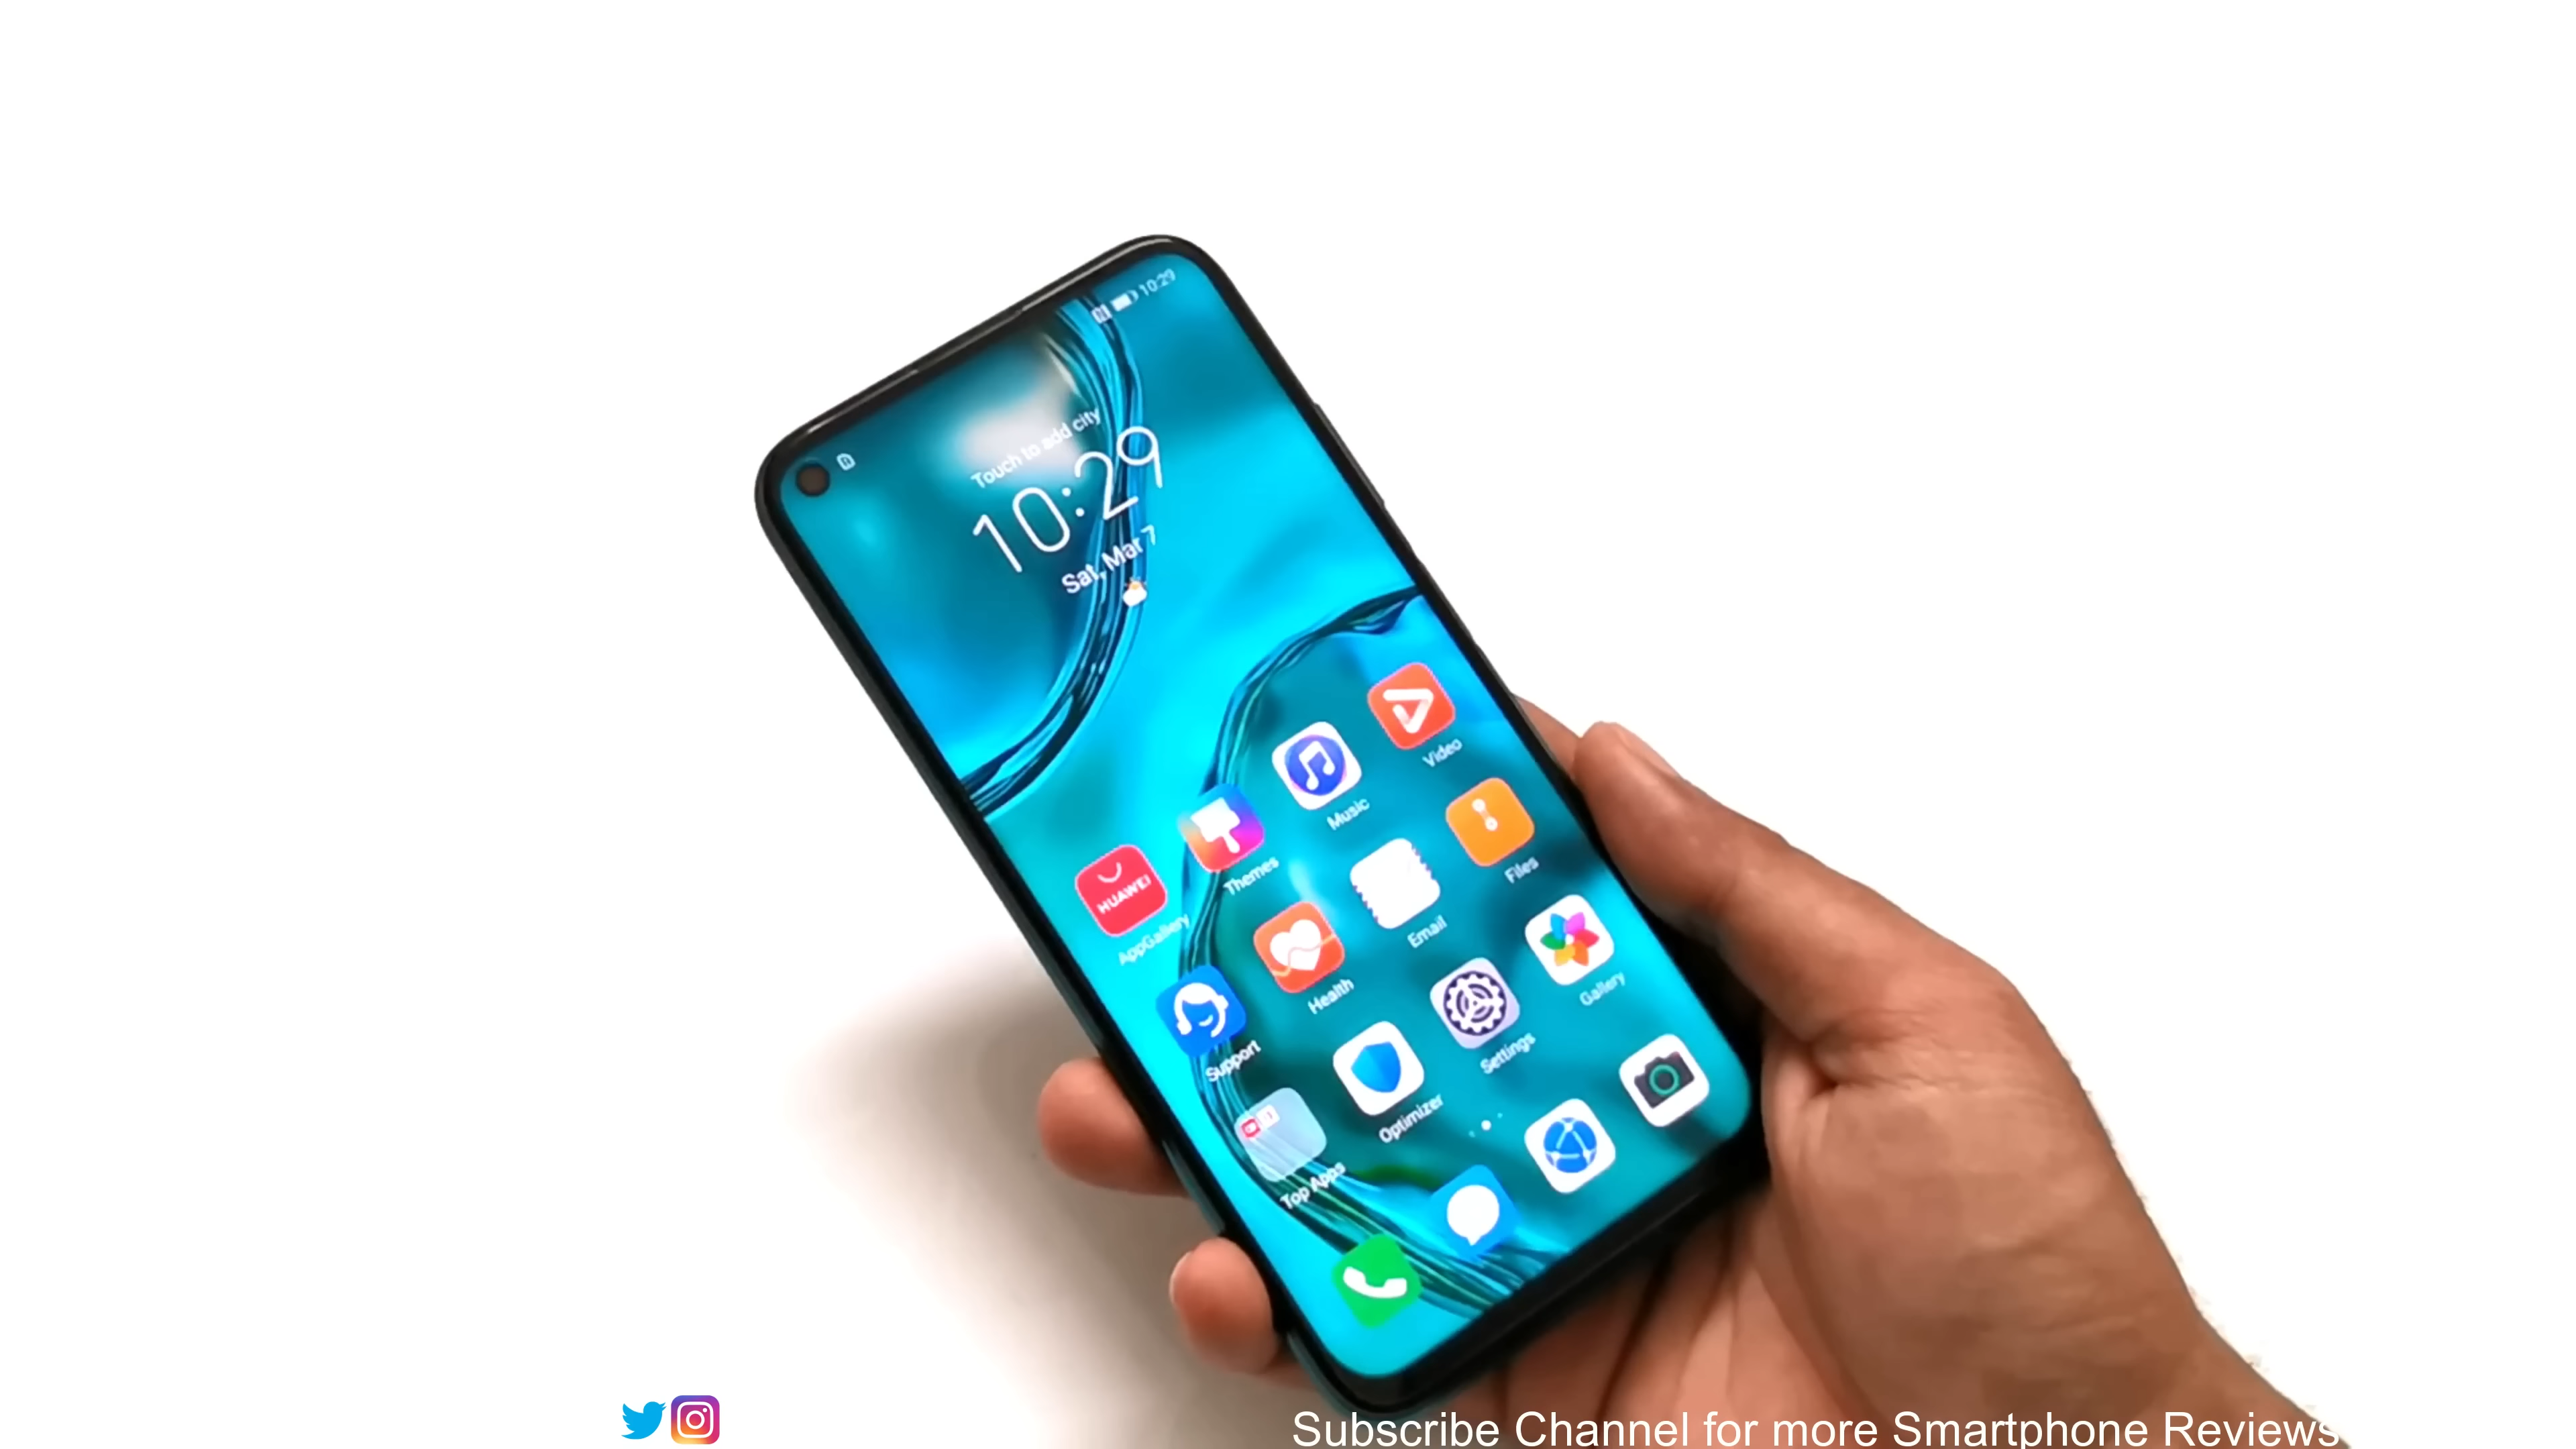 10:29
Touch to add city
10:29
Sat, Mar 7
Video
Music
Themes
HUAWEI
AppGallery
Files
Email
Health
Support
Gallery
Settings
Optimizer
Top Apps
Subscribe Channel for more Smartphone Reviews